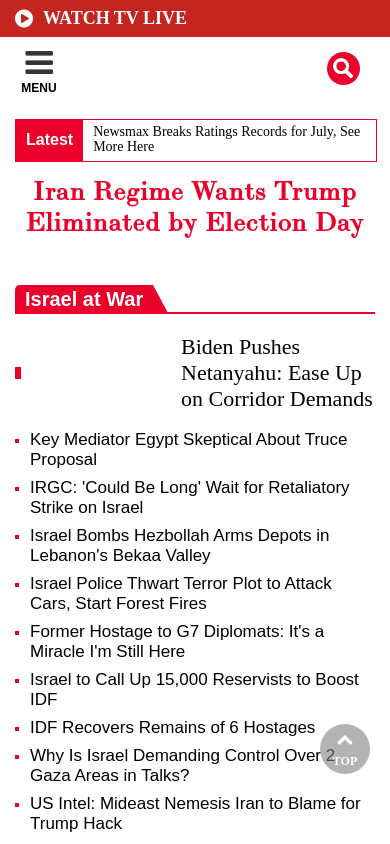 WATCH TV LIVE
MENU
Latest
Newsmax Breaks Ratings Records for July, See
More Here
Iran Regime Wants Trump
Eliminated by Election Day
Israel at War
Biden Pushes
Netanyahu: Ease Up
on Corridor Demands
Key Mediator Egypt Skeptical About Truce
Proposal
IRGC: 'Could Be Long' Wait for Retaliatory
Strike on Israel
Israel Bombs Hezbollah Arms Depots in
Lebanon's Bekaa Valley
Israel Police Thwart Terror Plot to Attack
Cars, Start Forest Fires
Former Hostage to G7 Diplomats: It's a
Miracle I'm Still Here
Israel to Call Up 15,000 Reservists to Boost
IDF
IDF Recovers Remains of 6 Hostages
Why Is Israel Demanding Control Over 2
Gaza Areas in Talks?
TOP
US Intel: Mideast Nemesis Iran to Blame for
Trump Hack